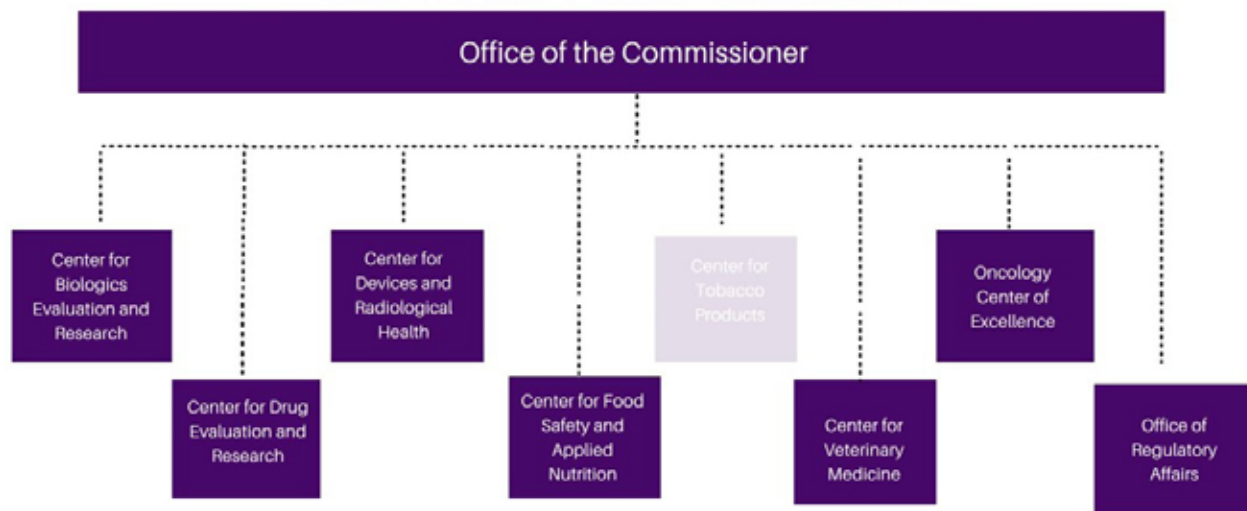 Office of the Commissioner
Center for
Biologics
Evaluation and
Research
Center for Drug
Evaluation and
Research
Center for
Devices and
Radiological
Health
Center for Food
Safety and
Applied
Nutrition
Center for
Tobacco
Products
Center for
Veterinary
Medicine
Oncology
Center of
Excellence
Office of
Regulatory
Affairs